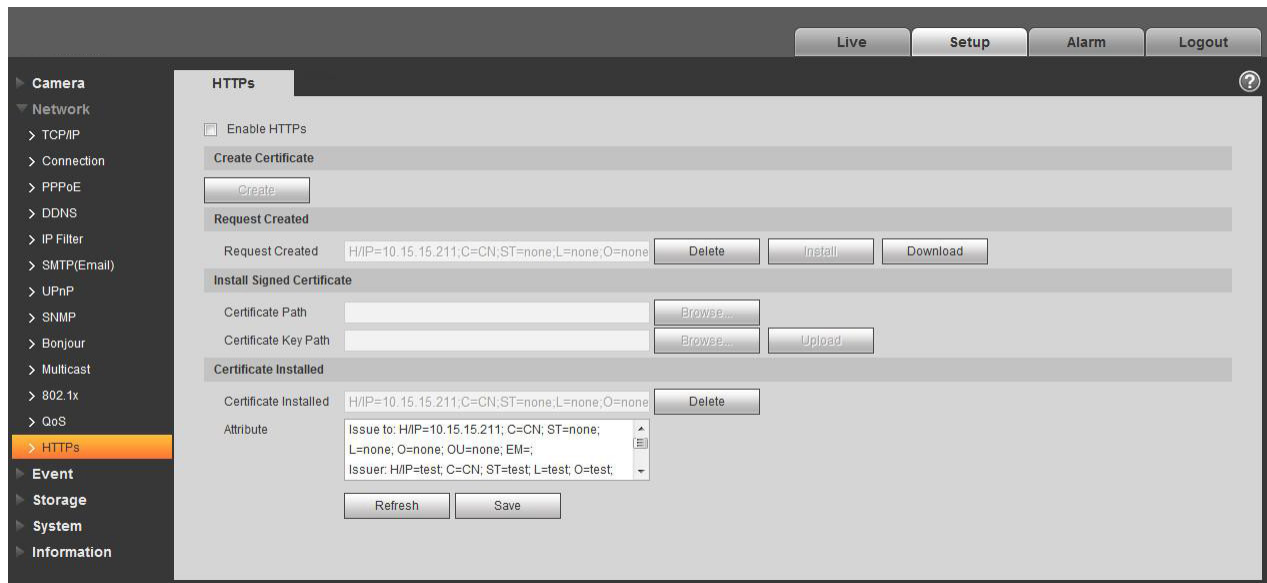 Live Setup Alarm Logout
Camera
Network
TCP/IP
Connection
PPPoE
DDNS
IP Filter
SMTP(Email)
UPnP
SNMP
Bonjour
Multicast
802.1x
QoS
HTTPs
Event
Storage
System
Information
HTTPs
?
Enable HTTPs
Create Certificate
Create
Request Created
Request Created H/IP=10.15.15.211;C=CN;ST=none;L=none;O=none Delete Install Download
Install Signed Certificate
Certificate Path Browse...
Certificate Key Path Browse... Upload
Certificate Installed
Certificate Installed H/IP=10.15.15.211;C=CN;ST=none;L=none;O=none Delete
Attribute
Issue to: H/IP=10.15.15.211; C=CN; ST=none;
L=none; O=none; OU=none; EM=;
Issuer: H/IP=test; C=CN; ST=test; L=test; O=test;
Refresh Save